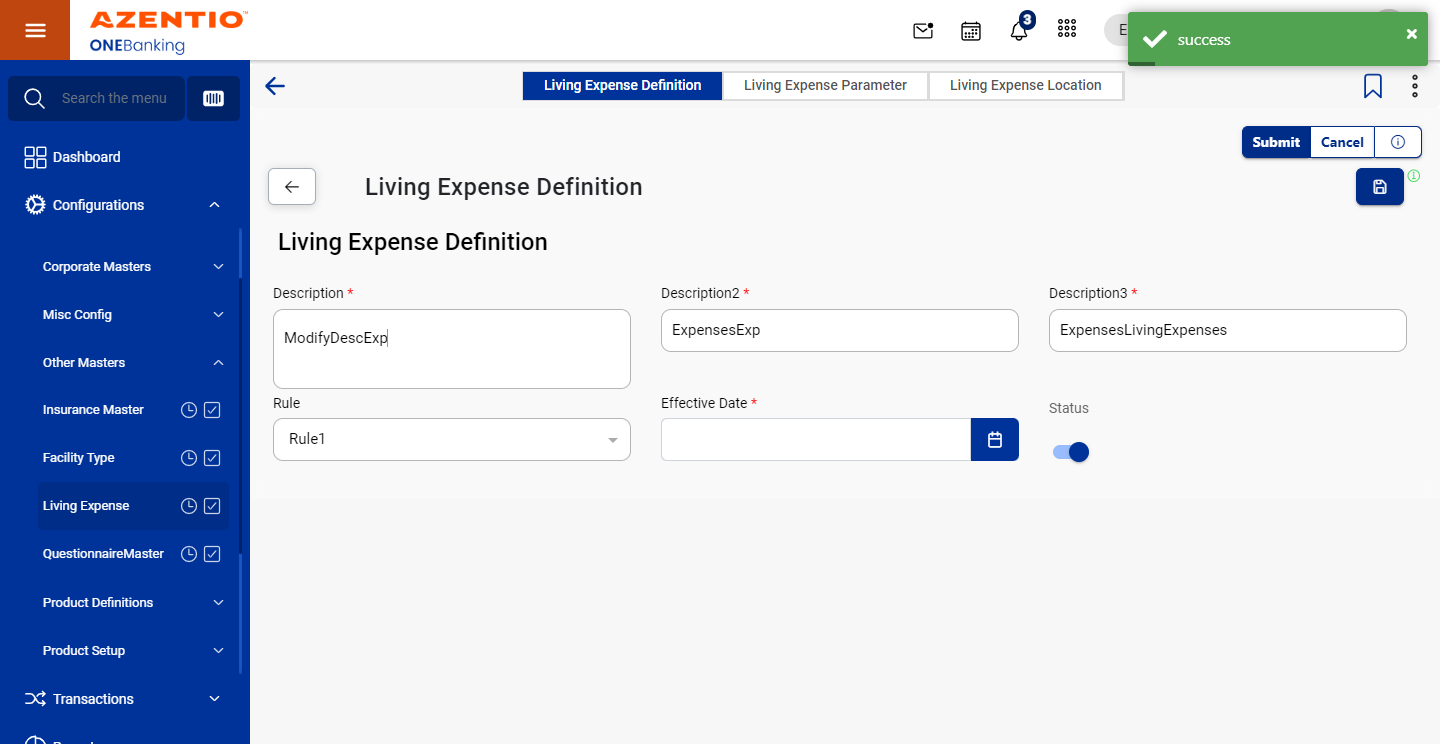 AZENTIO™
ONEBanking
3
E
success
Search the menu
Living Expense Definition
Living Expense Parameter
Living Expense Location
Dashboard
Configurations
Corporate Masters
Misc Config
Other Masters
Insurance Master
Facility Type
Living Expense
QuestionnaireMaster
Product Definitions
Product Setup
Transactions
Submit
Cancel
Living Expense Definition
Living Expense Definition
Description *
ModifyDescExp
Description2 *
ExpensesExp
Description3 *
ExpensesLivingExpenses
Rule
Rule1
Effective Date *
Status